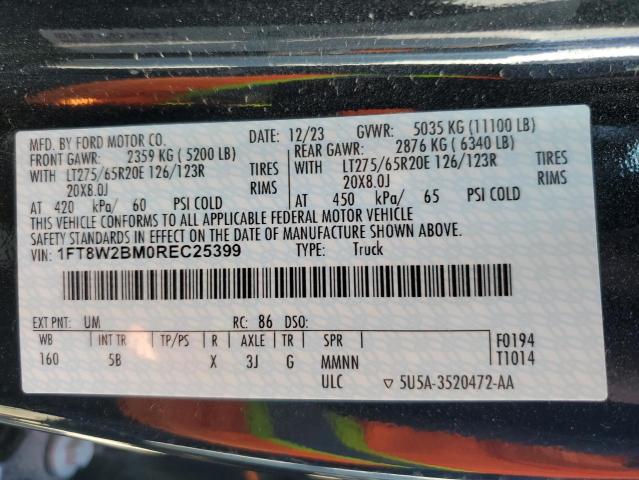 MFD. BY FORD MOTOR CO.
DATE: 12/23 GVWR: 5035 KG (11100 LB)
FRONT GAWR: 2359 KG ( 5200 LB)
REAR GAWR: 2876 KG ( 6340 LB)
WITH LT275/65R20E 126/123R TIRES
WITH LT275/65R20E 126/123R TIRES
20X8.0J RIMS
20X8.0J RIMS
AT 420 kPa/ 60 PSI COLD
AT 450 kPa/ 65 PSI COLD
THIS VEHICLE CONFORMS TO ALL APPLICABLE FEDERAL MOTOR VEHICLE
SAFETY STANDARDS IN EFFECT ON THE DATE OF MANUFACTURE SHOWN ABOVE.
VIN: 1FT8W2BM0REC25399 TYPE: Truck
EXT PNT: UM RC: 86 DSO:
WB INT TR TP/PS R AXLE TR SPR
160 5B X 3J G MMNN
ULC
F0194
T1014
▽ 5U5A-3520472-AA